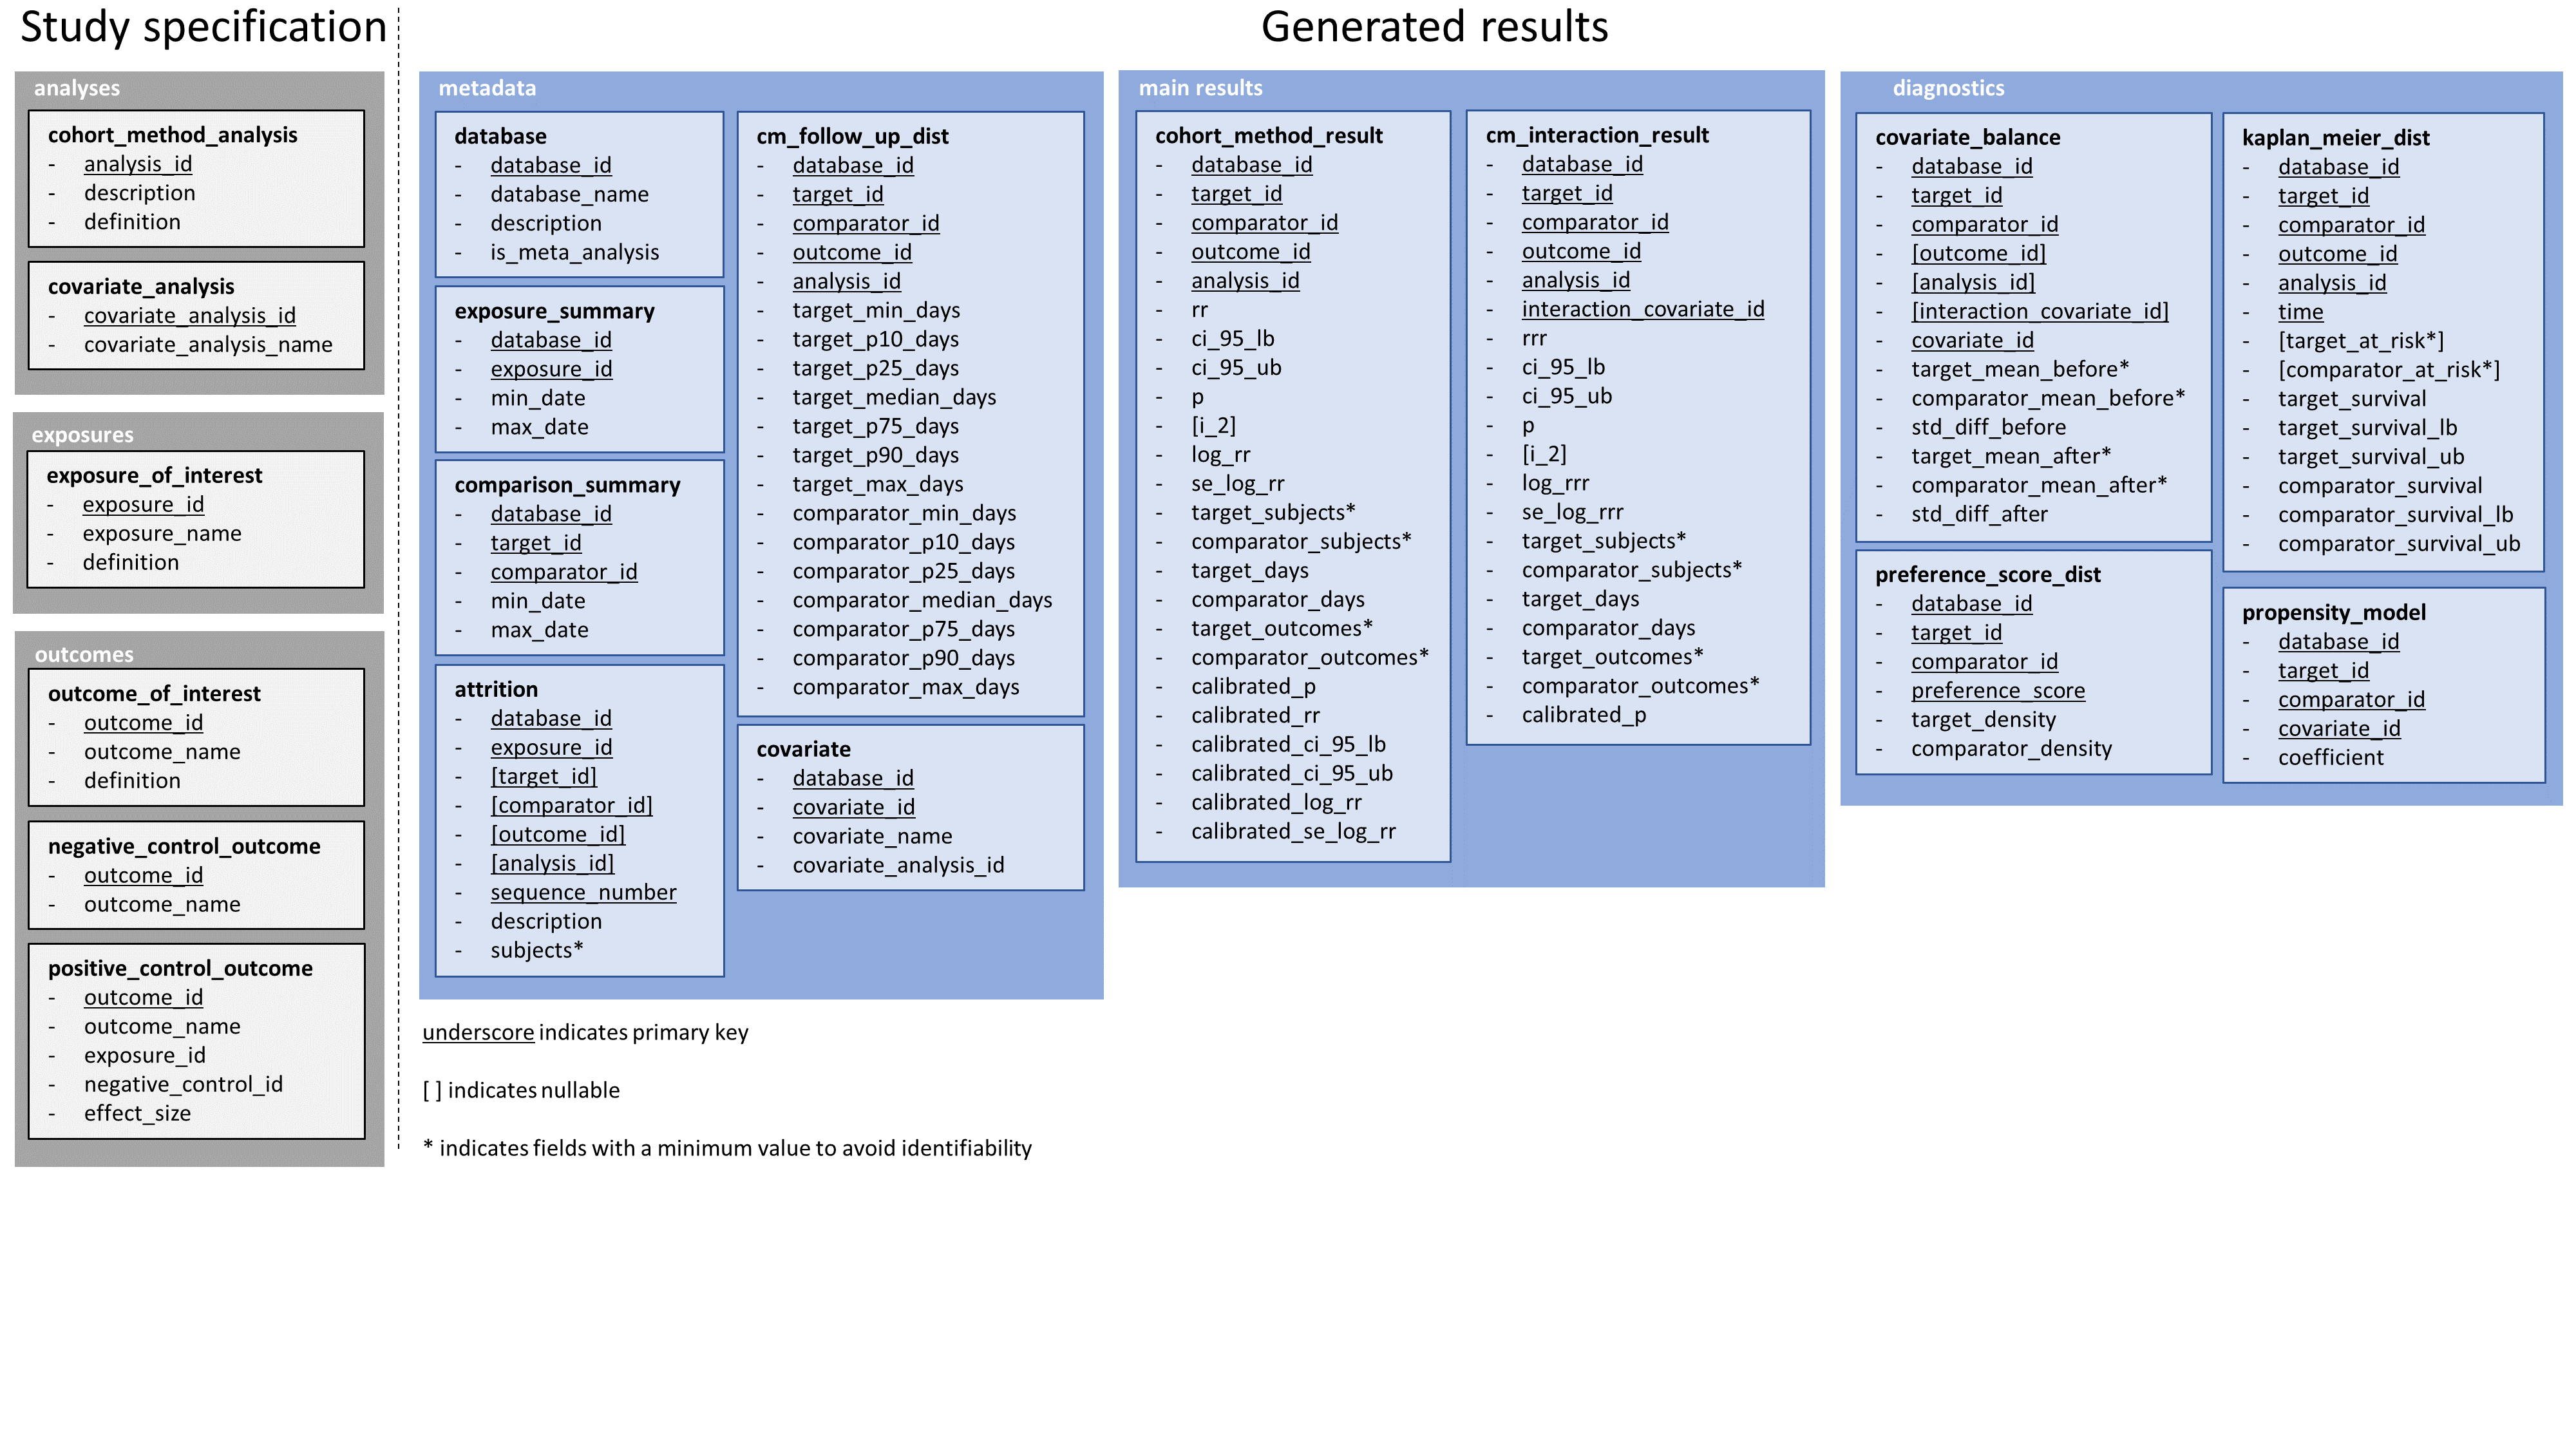 Study specification
analyses
cohort_method_analysis
- analysis_id
- description
- definition
covariate_analysis
- covariate_analysis_id
- covariate_analysis_name
exposures
exposure_of_interest
- exposure_id
- exposure_name
- definition
outcomes
outcome_of_interest
- outcome_id
- outcome_name
- definition
negative_control_outcome
- outcome_id
- outcome_name
positive_control_outcome
- outcome_id
- outcome_name
- exposure_id
- negative_control_id
- effect_size
Generated results
metadata
database
- database_id
- database_name
- description
- is_meta_analysis
exposure_summary
- database_id
- exposure_id
- min_date
- max_date
comparison_summary
- database_id
- target_id
- comparator_id
- min_date
- max_date
attrition
- database_id
- exposure_id
- [target_id]
- [comparator_id]
- [outcome_id]
- [analysis_id]
- sequence_number
- description
- subjects*
cm_follow_up_dist
- database_id
- target_id
- comparator_id
- outcome_id
- analysis_id
- target_min_days
- target_p10_days
- target_p25_days
- target_median_days
- target_p75_days
- target_p90_days
- target_max_days
- comparator_min_days
- comparator_p10_days
- comparator_p25_days
- comparator_median_days
- comparator_p75_days
- comparator_p90_days
- comparator_max_days
covariate
- database_id
- covariate_id
- covariate_name
- covariate_analysis_id
main results
cohort_method_result
- database_id
- target_id
- comparator_id
- outcome_id
- analysis_id
- rr
- ci_95_lb
- ci_95_ub
- p
- [i_2]
- log_rr
- se_log_rr
- target_subjects*
- comparator_subjects*
- target_days
- comparator_days
- target_outcomes*
- comparator_outcomes*
- calibrated_p
- calibrated_rr
- calibrated_ci_95_lb
- calibrated_ci_95_ub
- calibrated_log_rr
- calibrated_se_log_rr
cm_interaction_result
- database_id
- target_id
- comparator_id
- outcome_id
- analysis_id
- interaction_covariate_id
- rrr
- ci_95_lb
- ci_95_ub
- p
- [i_2]
- log_rrr
- se_log_rrr
- target_subjects*
- comparator_subjects*
- target_days
- comparator_days
- target_outcomes*
- comparator_outcomes*
- calibrated_p
diagnostics
covariate_balance
- database_id
- target_id
- comparator_id
- [outcome_id]
- [analysis_id]
- [interaction_covariate_id]
- covariate_id
- target_mean_before*
- comparator_mean_before*
- std_diff_before
- target_mean_after*
- comparator_mean_after*
- std_diff_after
preference_score_dist
- database_id
- target_id
- comparator_id
- preference_score
- target_density
- comparator_density
kaplan_meier_dist
- database_id
- target_id
- comparator_id
- outcome_id
- analysis_id
- time
- [target_at_risk*]
- [comparator_at_risk*]
- target_survival
- target_survival_lb
- target_survival_ub
- comparator_survival
- comparator_survival_lb
- comparator_survival_ub
propensity_model
- database_id
- target_id
- comparator_id
- covariate_id
- coefficient
underscore indicates primary key
[ ] indicates nullable
* indicates fields with a minimum value to avoid identifiability